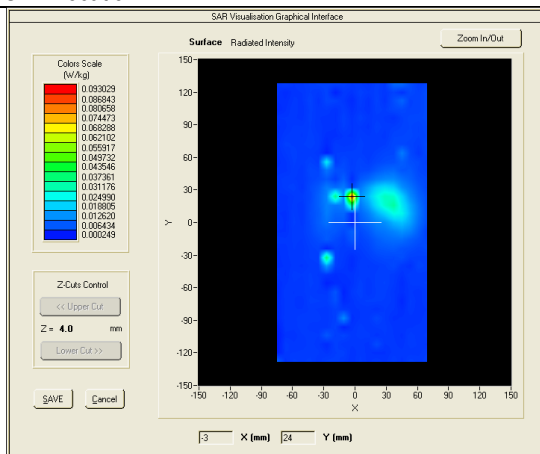 SAR Visualisation Graphical Interface
Surface Radiated Intensity
Zoom In/Out
Colors Scale
(W/kg)
0.093029
0.086843
0.080658
0.074473
0.068288
0.062102
0.055917
0.049732
0.043546
0.037361
0.031176
0.024990
0.018805
0.012620
0.006434
0.000249
Z-Cuts Control
<< Upper Cut
Z = 4.0 mm
Lower Cut >>
SAVE Cancel
150-
120-
90-
60-
30-
0-
-30-
-60-
-90-
-120-
-150-
Y
-150 -120 -90 -60 -30 0 30 60 90 120 150
X
-3 X (mm) 24 Y (mm)